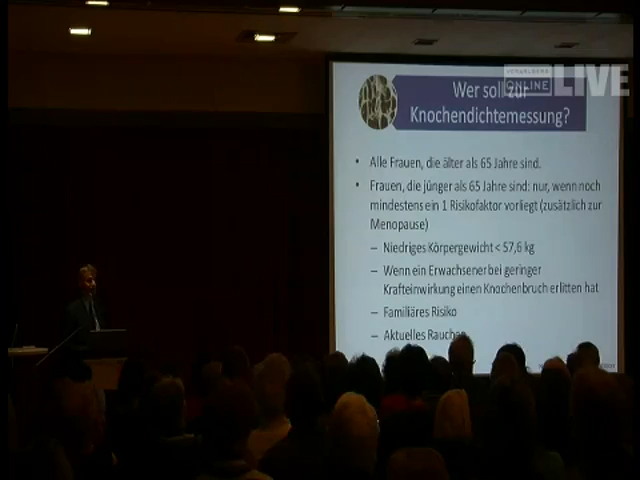 VORARLBERG
ONLINE LIVE
Wer soll zur
Knochendichtemessung?
• Alle Frauen, die älter als 65 Jahre sind.
• Frauen, die jünger als 65 Jahre sind: nur, wenn noch
mindestens ein 1 Risikofaktor vorliegt (zusätzlich zur
Menopause)
– Niedriges Körpergewicht < 57,6 kg
– Wenn ein Erwachsener bei geringer
Krafteinwirkung einen Knochenbruch erlitten hat
– Familiäres Risiko
– Aktuelles Rauchen